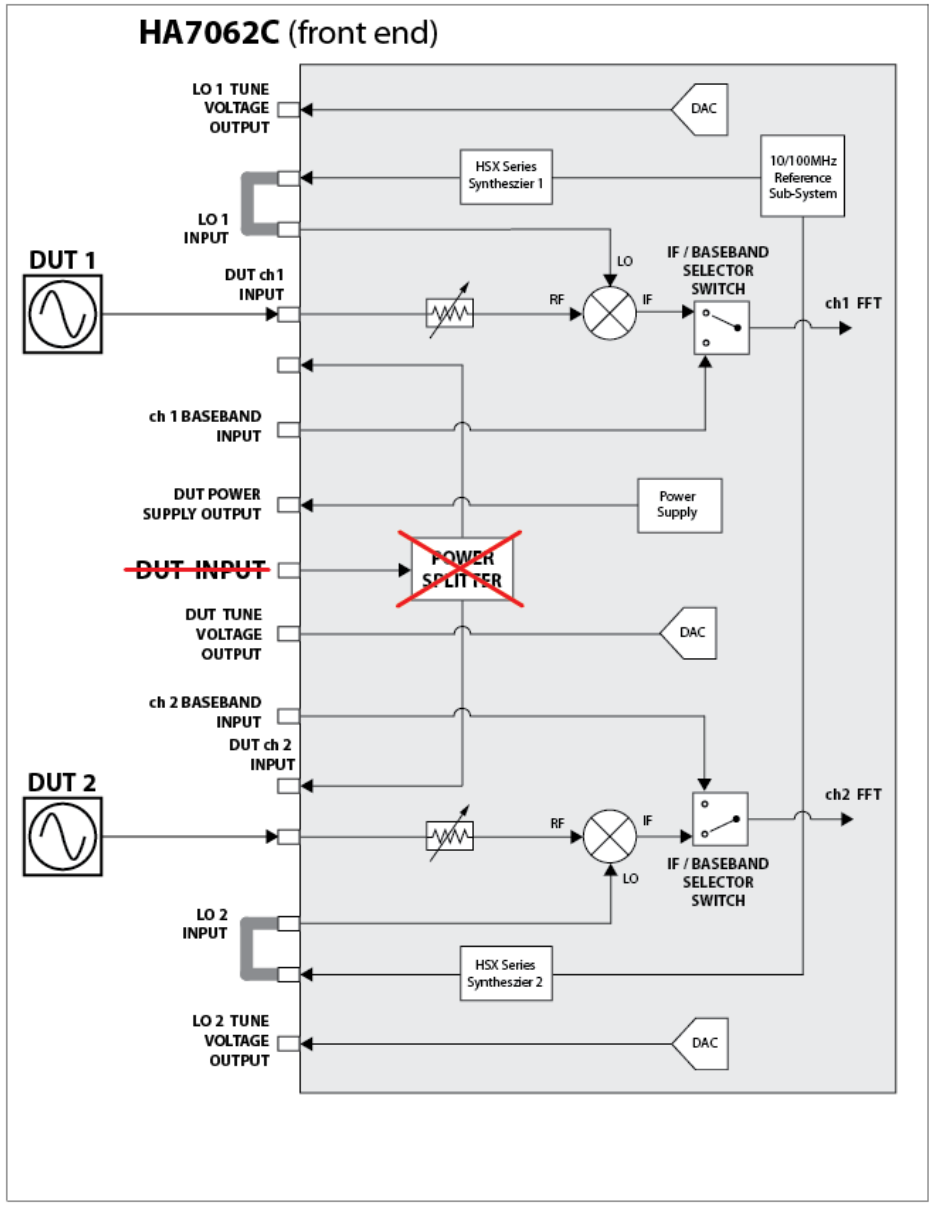 HA7062C (front end)
LO 1 TUNE
VOLTAGE
OUTPUT
DAC
HSX Series
Syntheszier 1
10/100MHz
Reference
Sub-System
LO 1
INPUT
DUT 1
LO
IF / BASEBAND
SELECTOR
SWITCH
DUT ch1
INPUT
RF
IF
ch1 FFT
ch 1 BASEBAND
INPUT
DUT POWER
SUPPLY OUTPUT
Power
Supply
DUT INPUT
POWER
SPLITTER
DUT TUNE
VOLTAGE
OUTPUT
DAC
ch 2 BASEBAND
INPUT
DUT ch 2
INPUT
DUT 2
RF
IF
ch2 FFT
LO
IF / BASEBAND
SELECTOR
SWITCH
LO 2
INPUT
HSX Series
Syntheszier 2
LO 2 TUNE
VOLTAGE
OUTPUT
DAC